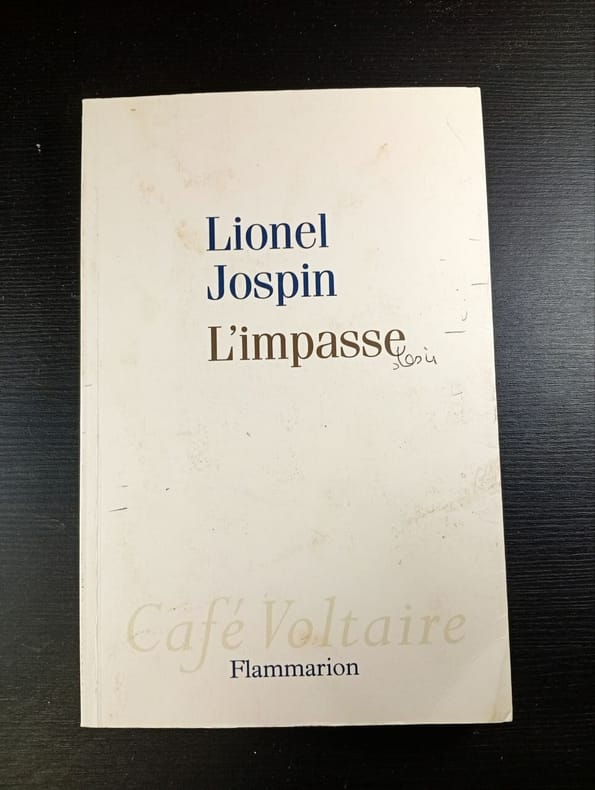 Lionel
Jospin
L'impasse
Café Voltaire
Flammarion